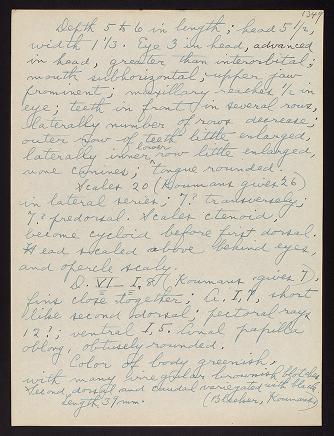 1349
Depth 5 to 6 in length; head 5 1/2,
width 1 1/3. Eye 3 in head, advanced
in head, greater than interorbital;
mouth subhorizontal; upper jaw
prominent; maxillary reaches 1/2 in
eye; teeth in front in several rows,
laterally number of rows decrease;
outer row of teeth little enlarged,
laterally inner lower row little enlarged,
none canines; tongue rounded.
Scales 20 (Koumans gives 26)
in lateral series; 7? transversely;
7? predorsal. Scales ctenoid,
become cycloid before first dorsal.
Head scaled above behind eyes,
and opercle scaly.
D. VI-I, 8 (Koumans gives 7),
fins close together; A. I, 7, short
like second dorsal; pectoral rays
12?; ventral I, 5. Anal papilla
oblong, obtusely rounded.
Color of body greenish,
with many irregular brownish blotches
Second dorsal and caudal variegated with black
Length 39 mm. (Bleeker, Koumans)